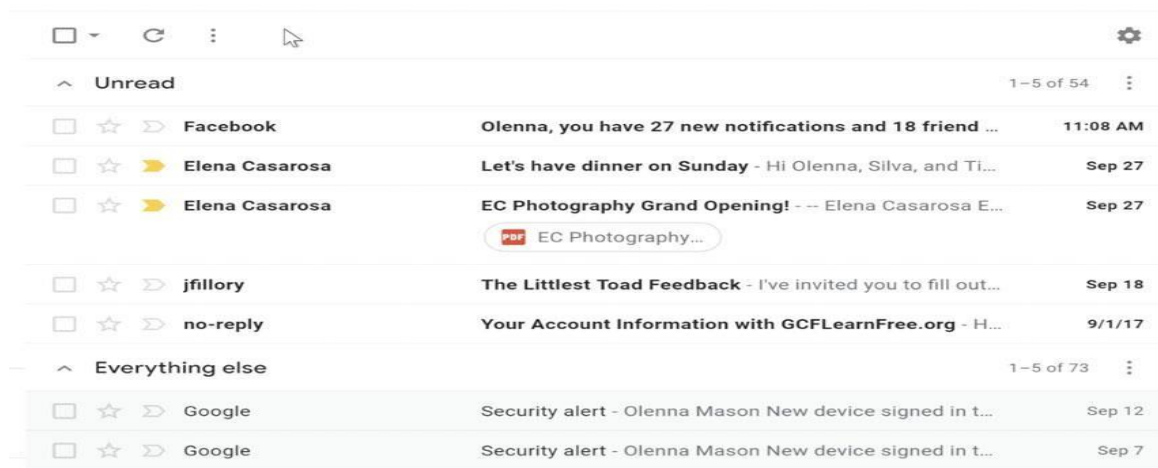 Unread 1–5 of 54
Facebook Olenna, you have 27 new notifications and 18 friend ... 11:08 AM
Elena Casarosa Let's have dinner on Sunday - Hi Olenna, Silva, and Ti... Sep 27
Elena Casarosa EC Photography Grand Opening! - -- Elena Casarosa E... Sep 27
PDF EC Photography...
jfillory The Littlest Toad Feedback - I've invited you to fill out... Sep 18
no-reply Your Account Information with GCFLearnFree.org - H... 9/1/17
Everything else 1–5 of 73
Google Security alert - Olenna Mason New device signed in t... Sep 12
Google Security alert - Olenna Mason New device signed in t... Sep 7